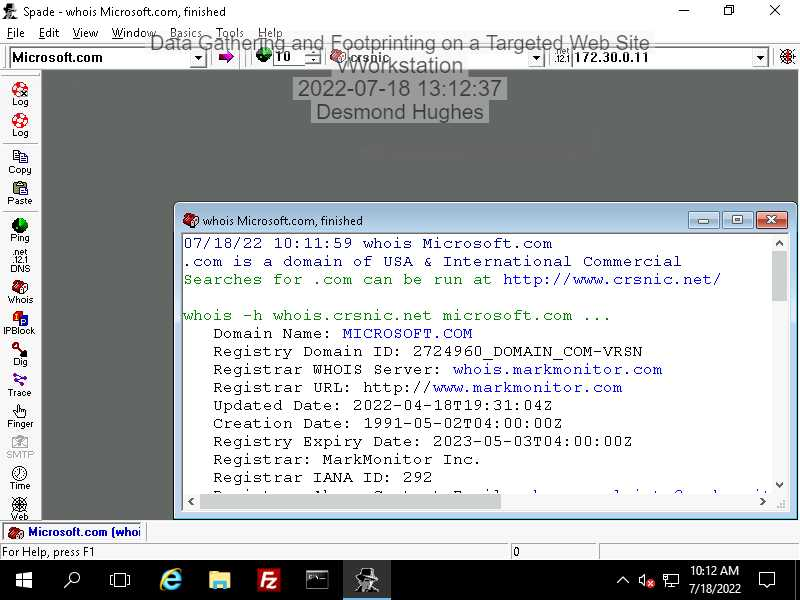 Spade - whois Microsoft.com, finished
File Edit View Window Basics Tools Help
Data Gathering and Footprinting on a Targeted Web Site
Microsoft.com 10 crsnic .net .12.1 172.30.0.11
vWorkstation
2022-07-18 13:12:37
Desmond Hughes
Log
Log
Copy
Paste
Ping
.net
.12.1
DNS
Whois
IPBlock
Dig
Trace
Finger
SMTP
Time
Web
whois Microsoft.com, finished
07/18/22 10:11:59 whois Microsoft.com
.com is a domain of USA & International Commercial
Searches for .com can be run at http://www.crsnic.net/
whois -h whois.crsnic.net microsoft.com ...
Domain Name: MICROSOFT.COM
Registry Domain ID: 2724960_DOMAIN_COM-VRSN
Registrar WHOIS Server: whois.markmonitor.com
Registrar URL: http://www.markmonitor.com
Updated Date: 2022-04-18T19:31:04Z
Creation Date: 1991-05-02T04:00:00Z
Registry Expiry Date: 2023-05-03T04:00:00Z
Registrar: MarkMonitor Inc.
Registrar IANA ID: 292
Microsoft.com (whoi
For Help, press F1
0
10:12 AM
7/18/2022